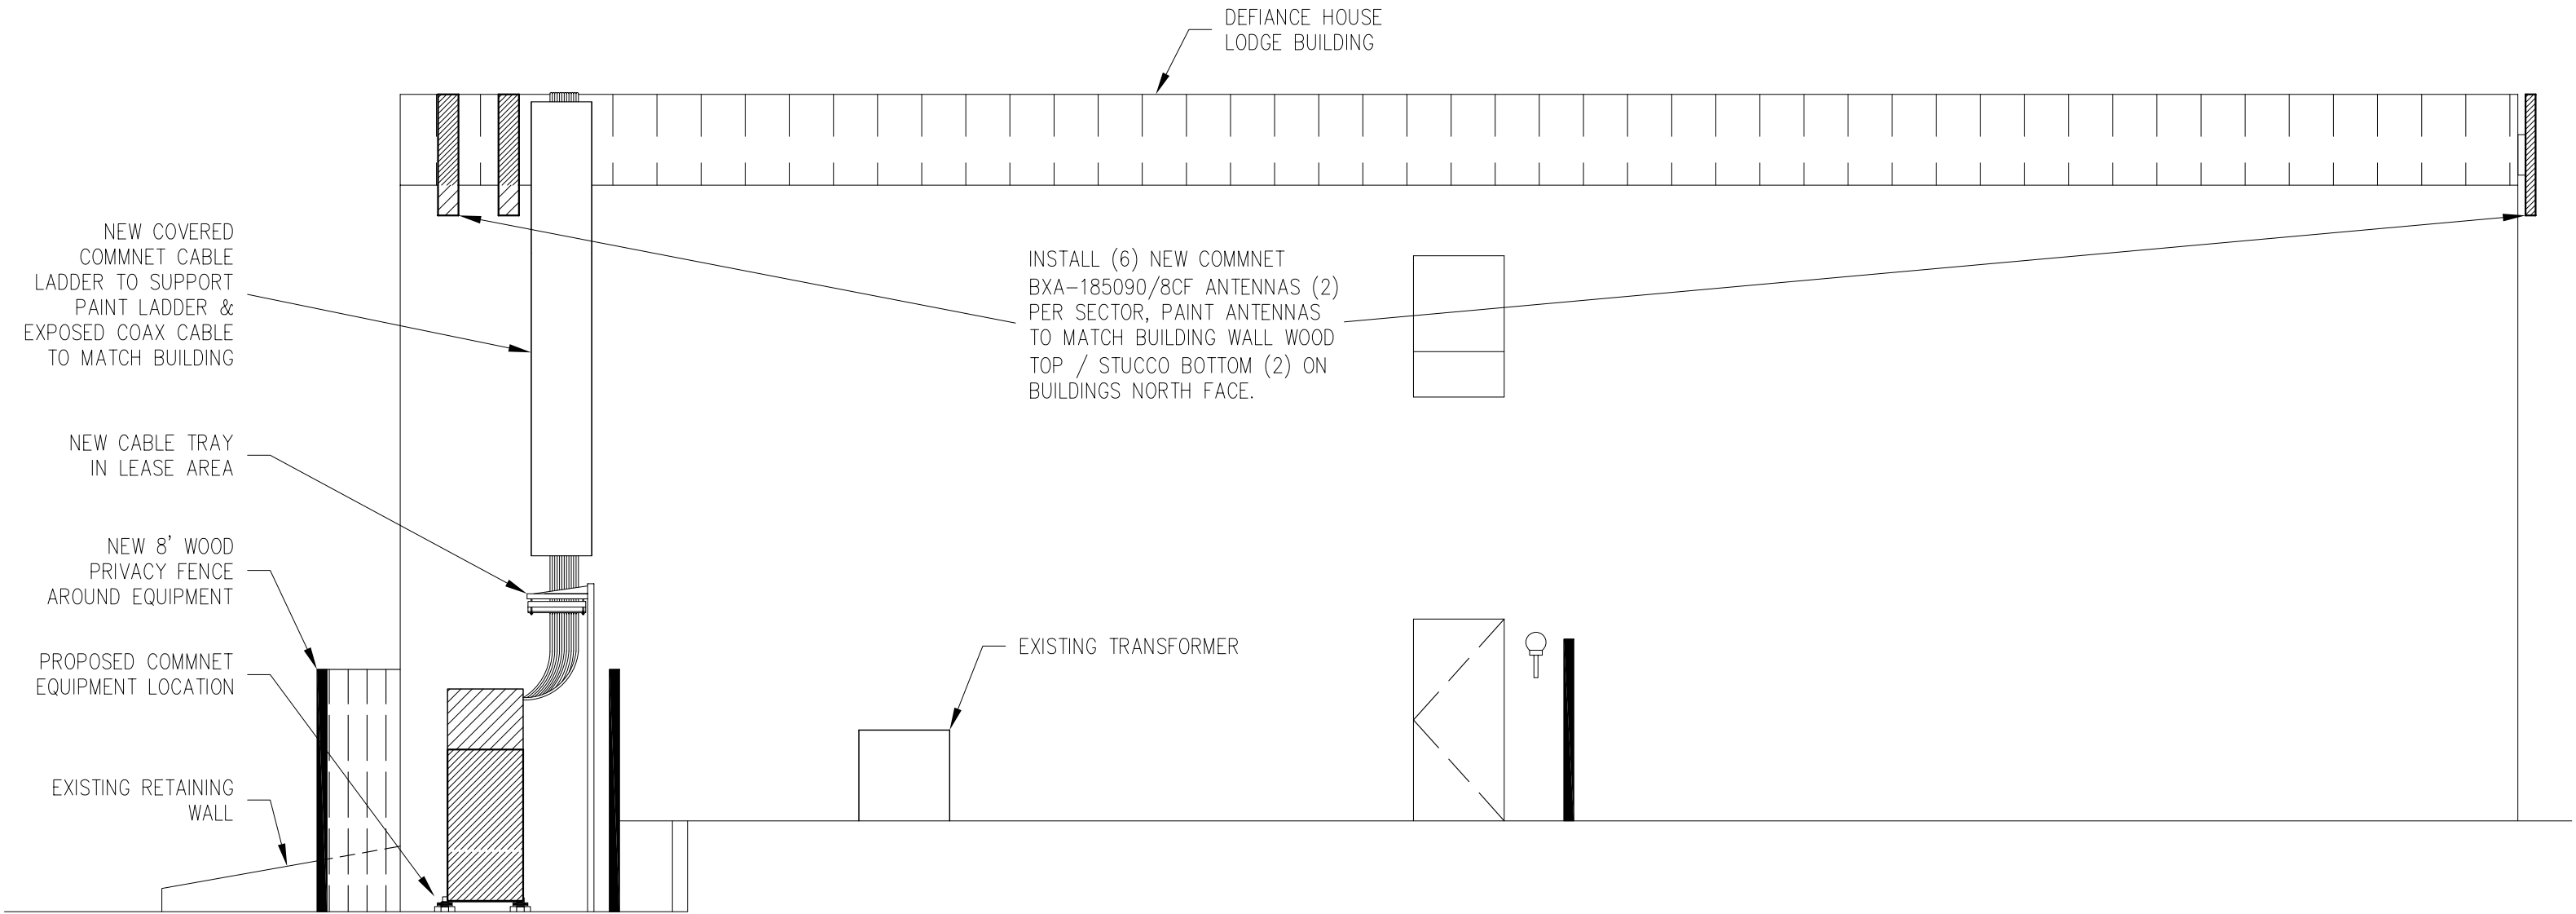 DEFIANCE HOUSE
LODGE BUILDING
NEW COVERED
COMMNET CABLE
LADDER TO SUPPORT
PAINT LADDER &
EXPOSED COAX CABLE
TO MATCH BUILDING
INSTALL (6) NEW COMMNET
BXA-185090/8CF ANTENNAS (2)
PER SECTOR, PAINT ANTENNAS
TO MATCH BUILDING WALL WOOD
TOP / STUCCO BOTTOM (2) ON
BUILDINGS NORTH FACE.
NEW CABLE TRAY
IN LEASE AREA
NEW 8' WOOD
PRIVACY FENCE
AROUND EQUIPMENT
PROPOSED COMMNET
EQUIPMENT LOCATION
EXISTING TRANSFORMER
EXISTING RETAINING
WALL